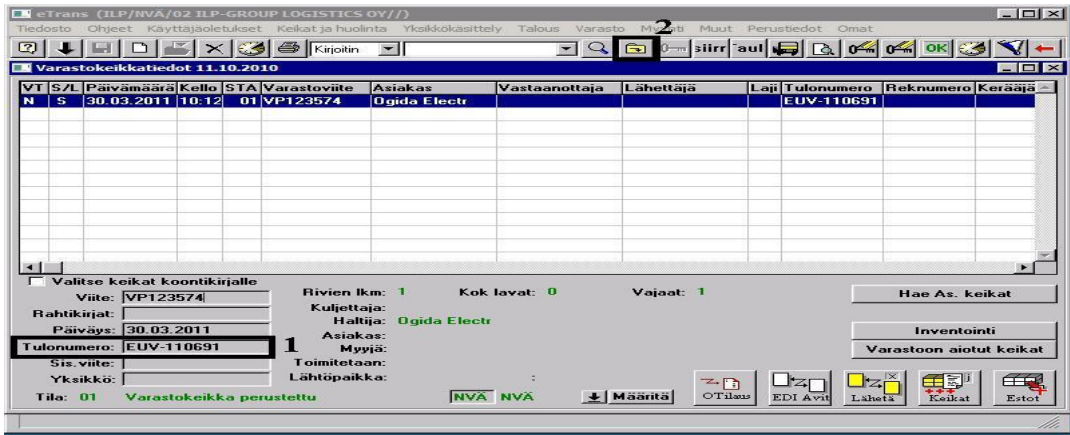 eTrans (ILP/NVÄ/02 ILP-GROUP LOGISTICS OY//)
Tiedosto Ohjeet Käyttäjäoletukset Keikat ja huolinta Yksikkökäsittely Talous Varasto Muut Perustiedot Omat
2
Kirjoitin siirr aul OK
Varastokeikkatiedot 11.10.2010
VT S/L Päivämäärä Kello STA Varastoviite Asiakas Vastaanottaja Lähettäjä Laji Tulonumero Reknumero Kerääjä
N S 30.03.2011 10:12 01 VP123574 Ogida Electr EUV-110691
Valitse keikat koontikirjalle
Viite: VP123574 Rivien lkm: 1 Kok lavat: 0 Vajaat: 1 Hae As. keikat
Rahtikirjat: Kuljettaja:
Haltija: Ogida Electr
Päiväys: 30.03.2011 Asiakas: Inventointi
Tulonumero: EUV-110691 1 Myyjä: Varastoon aiotut keikat
Sis.viite: Toimitetaan:
Yksikkö: Lähtöpaikka: :
Tila: 01 Varastokeikka perustettu NVÄ NVÄ Määritä OTilaus EDI Avit Lähetä Keikat Estot